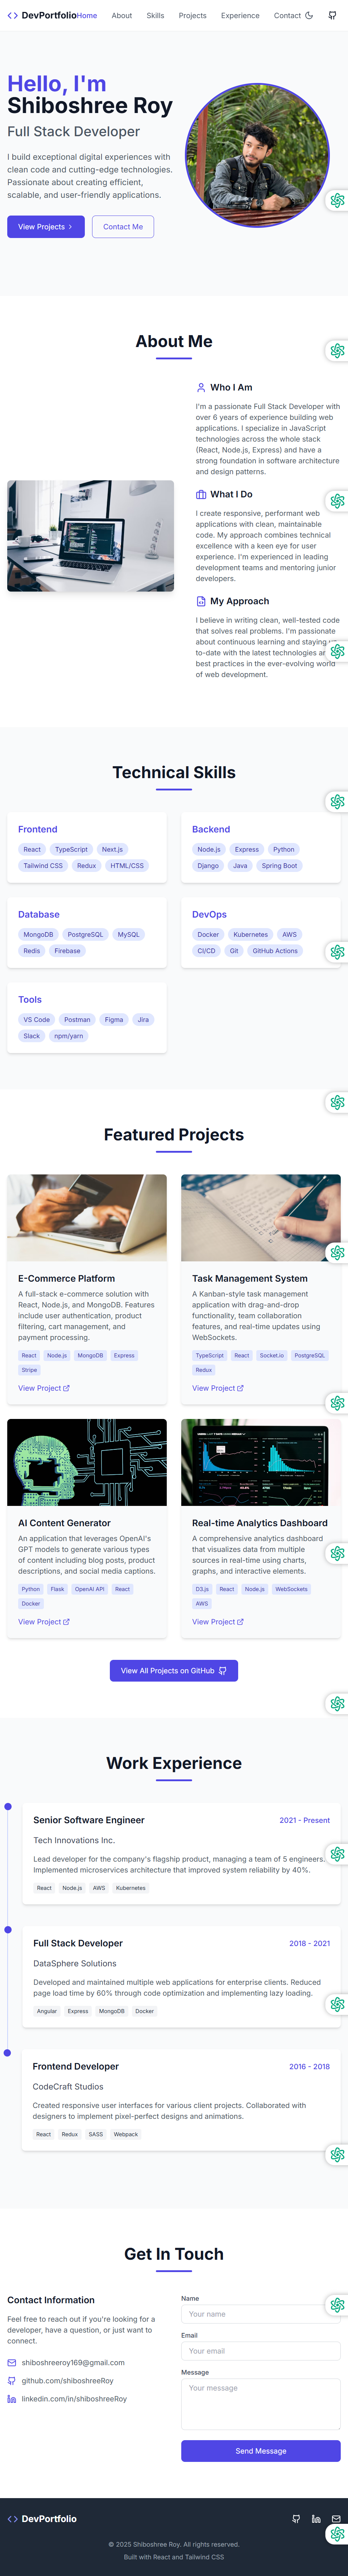 DevPortfolio Home About Skills Projects Experience Contact
Hello, I'm
Shiboshree Roy
Full Stack Developer
I build exceptional digital experiences with
clean code and cutting-edge technologies.
Passionate about creating efficient,
scalable, and user-friendly applications.
View Projects
Contact Me
About Me
Who I Am
I'm a passionate Full Stack Developer with
over 6 years of experience building web
applications. I specialize in JavaScript
technologies across the whole stack
(React, Node.js, Express) and have a
strong foundation in software architecture
and design patterns.
What I Do
I create responsive, performant web
applications with clean, maintainable
code. My approach combines technical
excellence with a keen eye for user
experience. I'm experienced in leading
development teams and mentoring junior
developers.
My Approach
I believe in writing clean, well-tested code
that solves real problems. I'm passionate
about continuous learning and staying
to-date with the latest technologies
best practices in the ever-evolving world
of web development.
Technical Skills
Frontend
React TypeScript Next.js
Tailwind CSS Redux HTML/CSS
Backend
Node.js Express Python
Django Java Spring Boot
Database
MongoDB PostgreSQL MySQL
Redis Firebase
DevOps
Docker Kubernetes AWS
CI/CD Git GitHub Actions
Tools
VS Code Postman Figma Jira
Slack npm/yarn
Featured Projects
E-Commerce Platform
A full-stack e-commerce solution with
React, Node.js, and MongoDB. Features
include user authentication, product
filtering, cart management, and
payment processing.
React Node.js MongoDB Express
Stripe
View Project
Task Management System
A Kanban-style task management
application with drag-and-drop
functionality, team collaboration
features, and real-time updates using
WebSockets.
TypeScript React Socket.io PostgreSQL
Redux
View Project
AI Content Generator
An application that leverages OpenAI's
GPT models to generate various types
of content including blog posts, product
descriptions, and social media captions.
Python Flask OpenAI API React
Docker
View Project
Real-time Analytics Dashboard
A comprehensive analytics dashboard
that visualizes data from multiple
sources in real-time using charts,
graphs, and interactive elements.
D3.js React Node.js WebSockets
AWS
View Project
View All Projects on GitHub
Work Experience
Senior Software Engineer 2021 - Present
Tech Innovations Inc.
Lead developer for the company's flagship product, managing a team of 5 engineers.
Implemented microservices architecture that improved system reliability by 40%.
React Node.js AWS Kubernetes
Full Stack Developer 2018 - 2021
DataSphere Solutions
Developed and maintained multiple web applications for enterprise clients. Reduced
page load time by 60% through code optimization and implementing lazy loading.
Angular Express MongoDB Docker
Frontend Developer 2016 - 2018
CodeCraft Studios
Created responsive user interfaces for various client projects. Collaborated with
designers to implement pixel-perfect designs and animations.
React Redux SASS Webpack
Get In Touch
Contact Information
Feel free to reach out if you're looking for a
developer, have a question, or just want to
connect.
shiboshreeroy169@gmail.com
github.com/shiboshreeRoy
linkedin.com/in/shiboshreeRoy
Name
Your name
Email
Your email
Message
Your message
Send Message
DevPortfolio
© 2025 Shiboshree Roy. All rights reserved.
Built with React and Tailwind CSS